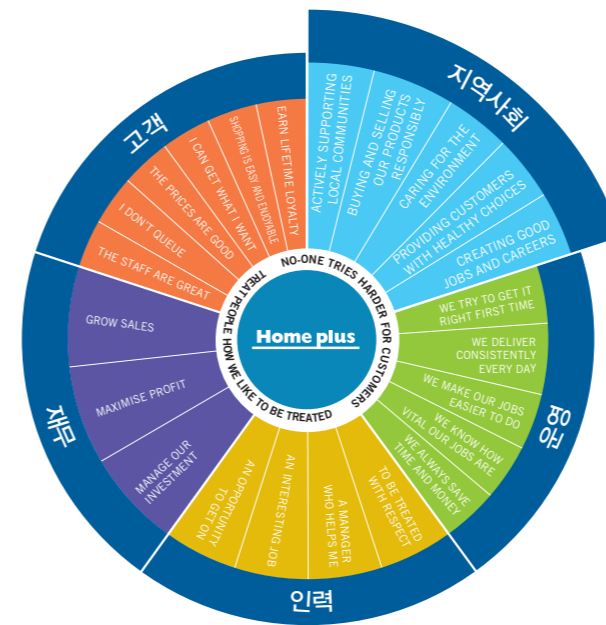 지역사회
ACTIVELY SUPPORTING
LOCAL COMMUNITIES
BUYING AND SELLING
OUR PRODUCTS
RESPONSIBLY
CARING FOR THE
ENVIRONMENT
PROVIDING CUSTOMERS
WITH HEALTHY CHOICES
CREATING GOOD
JOBS AND CAREERS
운영
WE TRY TO GET IT
RIGHT FIRST TIME
WE DELIVER
CONSISTENTLY
EVERY DAY
WE MAKE OUR JOBS
EASIER TO DO
WE KNOW HOW
VITAL OUR JOBS ARE
WE ALWAYS SAVE
TIME AND MONEY
인력
TO BE TREATED
WITH RESPECT
A MANAGER
WHO HELPS ME
AN INTERESTING JOB
AN OPPORTUNITY
TO GET ON
재무
MANAGE OUR
INVESTMENT
MAXIMISE PROFIT
GROW SALES
고객
THE STAFF ARE GREAT
I DON'T QUEUE
THE PRICES ARE GOOD
I CAN GET WHAT I WANT
SHOPPING IS EASY AND ENJOYABLE
EARN LIFETIME LOYALTY
NO-ONE TRIES HARDER FOR CUSTOMERS
TREAT PEOPLE HOW WE LIKE TO BE TREATED
Home plus